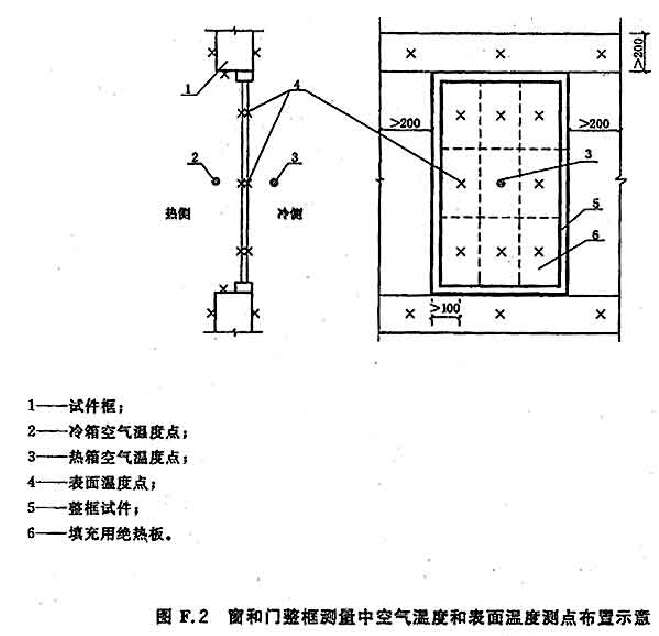 >200
1
4
>200
>200
3
2
3
热侧
冷侧
5
6
>100
1——试件框；
2——冷箱空气温度点；
3——热箱空气温度点；
4——表面温度点；
5——整框试件；
6——填充用绝热板。
图 F.2 窗和门整框测量中空气温度和表面温度测点布置示意